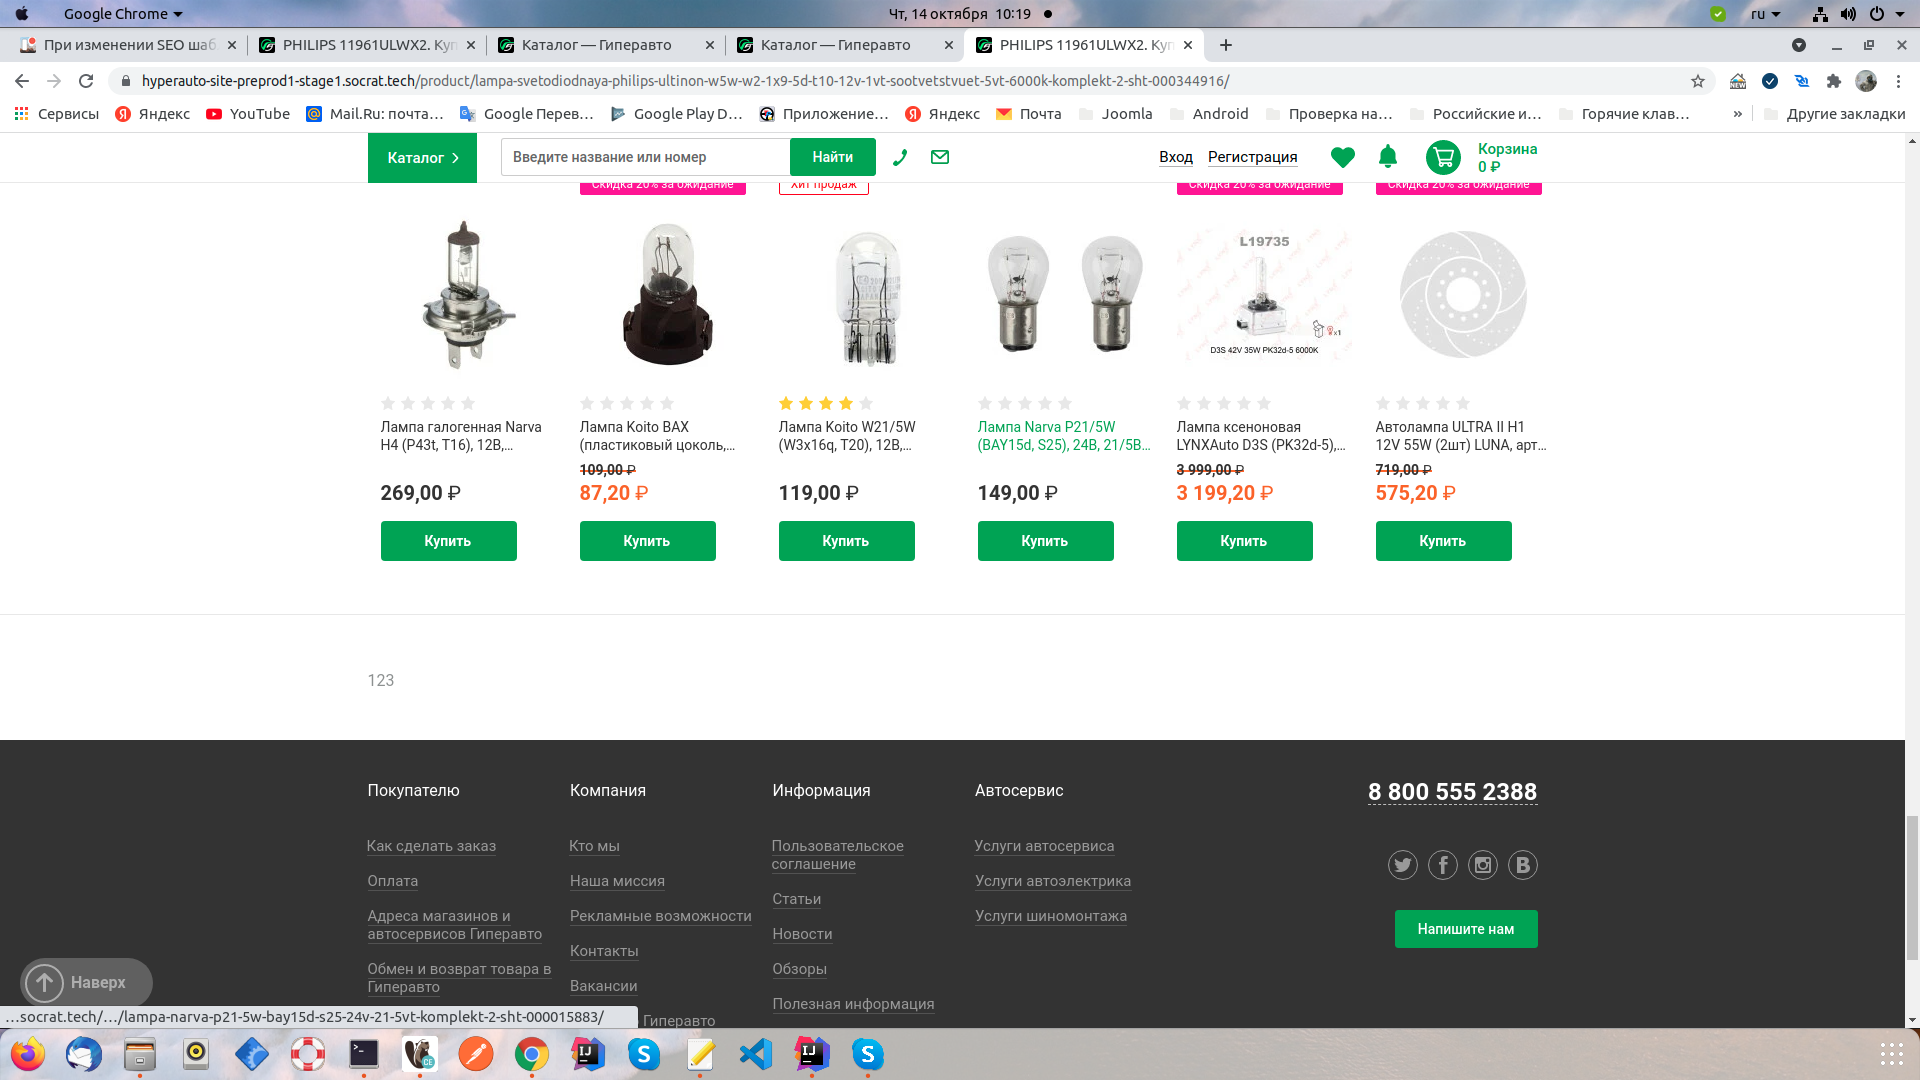 Google Chrome
Чт, 14 октября 10:19
ru
При изменении SEO шаб
PHILIPS 11961ULWX2. Куп
Каталог — Гиперавто
Каталог — Гиперавто
PHILIPS 11961ULWX2. Куп
hyperauto-site-preprod1-stage1.socrat.tech/product/lampa-svetodiodnaya-philips-ultinon-w5w-w2-1x9-5d-t10-12v-1vt-sootvetstvuet-5vt-6000k-komplekt-2-sht-000344916/
Сервисы
Яндекс
YouTube
Mail.Ru: почта…
Google Перев…
Google Play D…
Приложение…
Яндекс
Почта
Joomla
Android
Проверка на…
Российские и…
Горячие клав…
»
Другие закладки
Каталог
Введите название или номер
Найти
Вход
Регистрация
Корзина
0 ₽
Скидка 20% за ожидание
Хит продаж
Скидка 20% за ожидание
Скидка 20% за ожидание
L19735
x1
D3S 42V 35W PK32d-5 6000K
Лампа галогенная Narva
H4 (P43t, T16), 12В,…
269,00 ₽
Купить
Лампа Koito BAX
(пластиковый цоколь,…
109,00 ₽
87,20 ₽
Купить
Лампа Koito W21/5W
(W3x16q, T20), 12В,…
119,00 ₽
Купить
Лампа Narva P21/5W
(BAY15d, S25), 24В, 21/5В…
149,00 ₽
Купить
Лампа ксеноновая
LYNXAuto D3S (PK32d-5),…
3 999,00 ₽
3 199,20 ₽
Купить
Автолампа ULTRA II H1
12V 55W (2шт) LUNA, арт…
719,00 ₽
575,20 ₽
Купить
123
Покупателю
Как сделать заказ
Оплата
Адреса магазинов и
автосервисов Гиперавто
Обмен и возврат товара в
Гиперавто
Компания
Кто мы
Наша миссия
Рекламные возможности
Контакты
Вакансии
Гиперавто
Информация
Пользовательское
соглашение
Статьи
Новости
Обзоры
Полезная информация
Автосервис
Услуги автосервиса
Услуги автоэлектрика
Услуги шиномонтажа
8 800 555 2388
Напишите нам
Наверх
…socrat.tech/…/lampa-narva-p21-5w-bay15d-s25-24v-21-5vt-komplekt-2-sht-000015883/